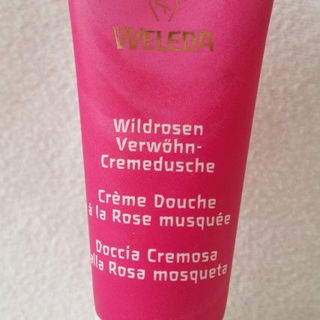 WELEDA
Wildrosen
Verwöhn-
Cremedusche
Crème Douche
à la Rose musquée
Doccia Cremosa
alla Rosa mosqueta